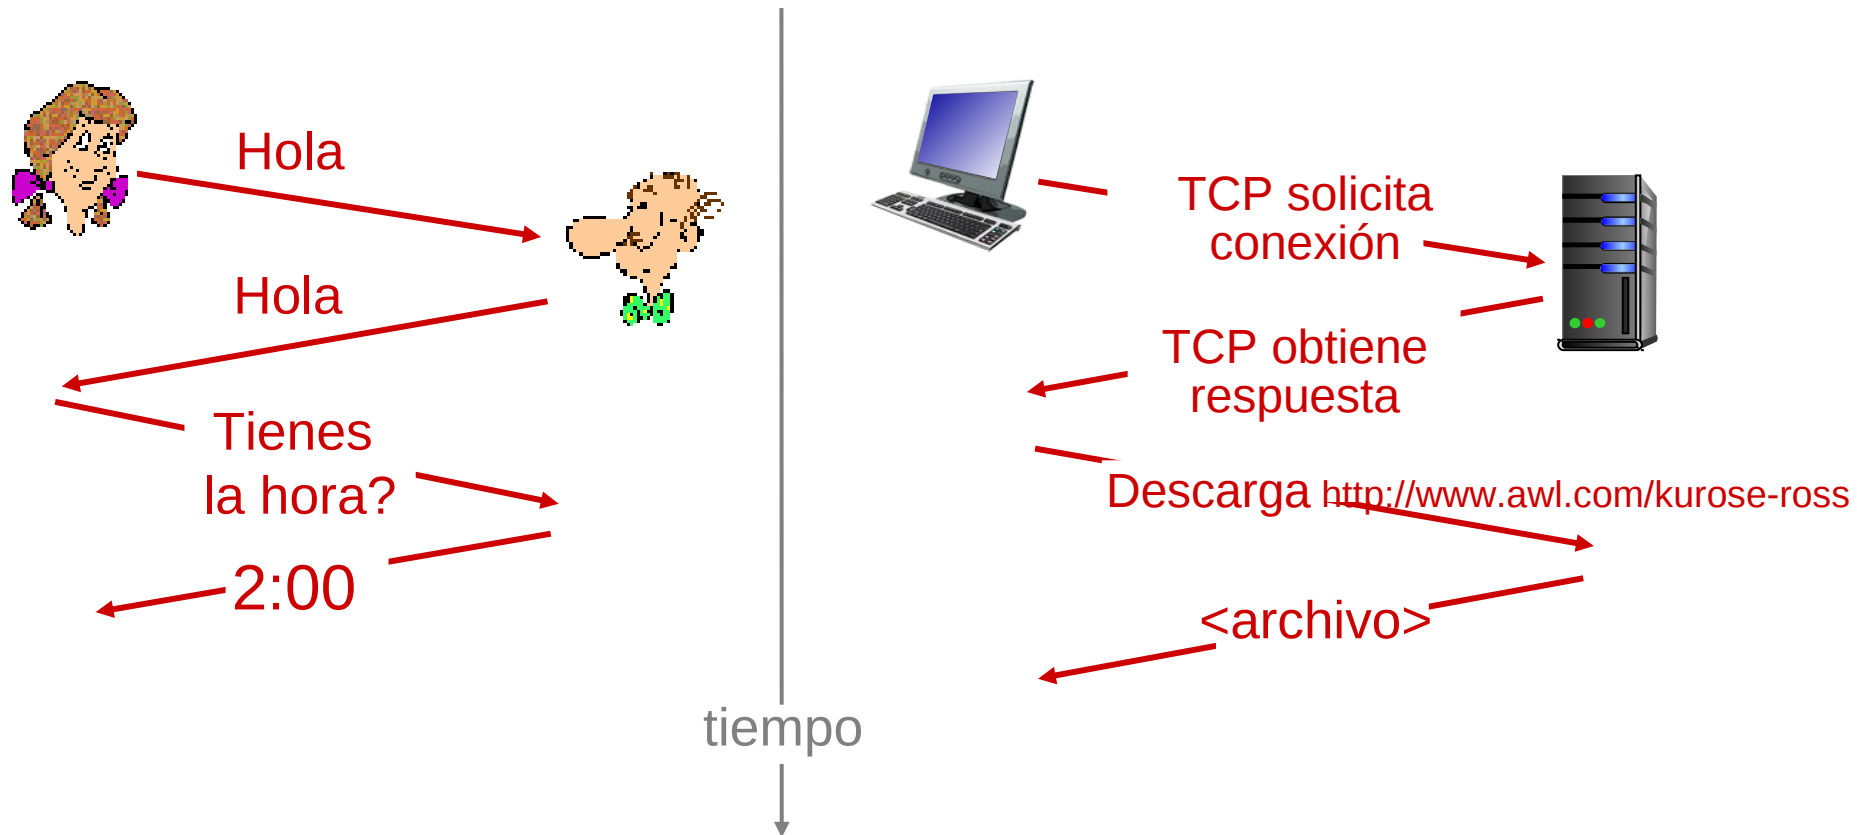 Hola
Hola
Tienes
la hora?
2:00
tiempo
TCP solicita
conexión
TCP obtiene
respuesta
Descarga http://www.awl.com/kurose-ross
<archivo>